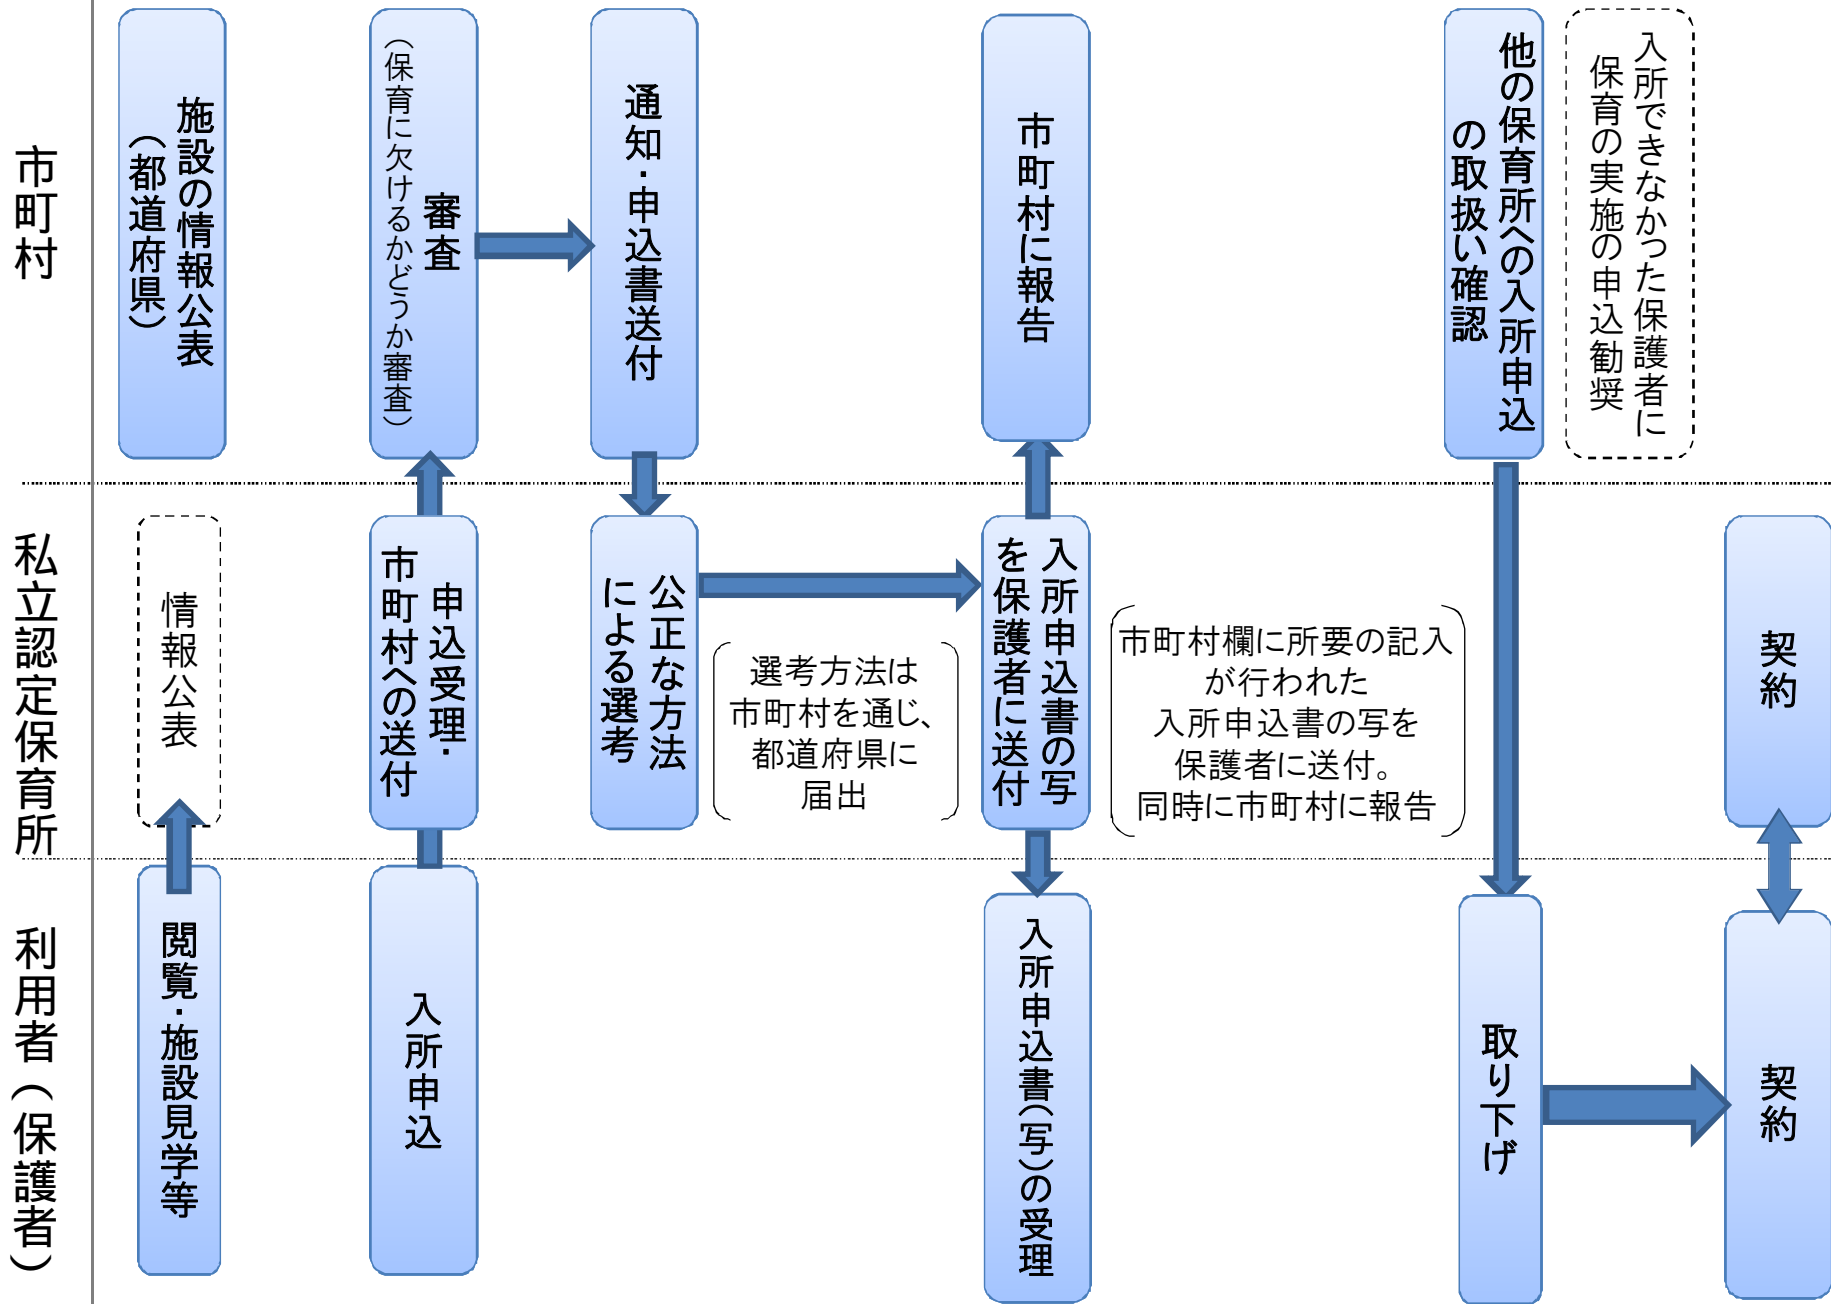 市町村
施設の情報公表
（都道府県）
審査
（保育に欠けるかどうか審査）
通知・申込書送付
市町村に報告
他の保育所への入所申込
の取扱い確認
入所できなかった保護者に
保育の実施の申込勧奨
私立認定保育所
情報公表
申込受理・
市町村への送付
公正な方法
による選考
選考方法は
市町村を通じ、
都道府県に
届出
入所申込書の写
を保護者に送付
市町村欄に所要の記入
が行われた
入所申込書の写を
保護者に送付。
同時に市町村に報告
契約
利用者（保護者）
閲覧・施設見学等
入所申込
入所申込書(写)の受理
取り下げ
契約